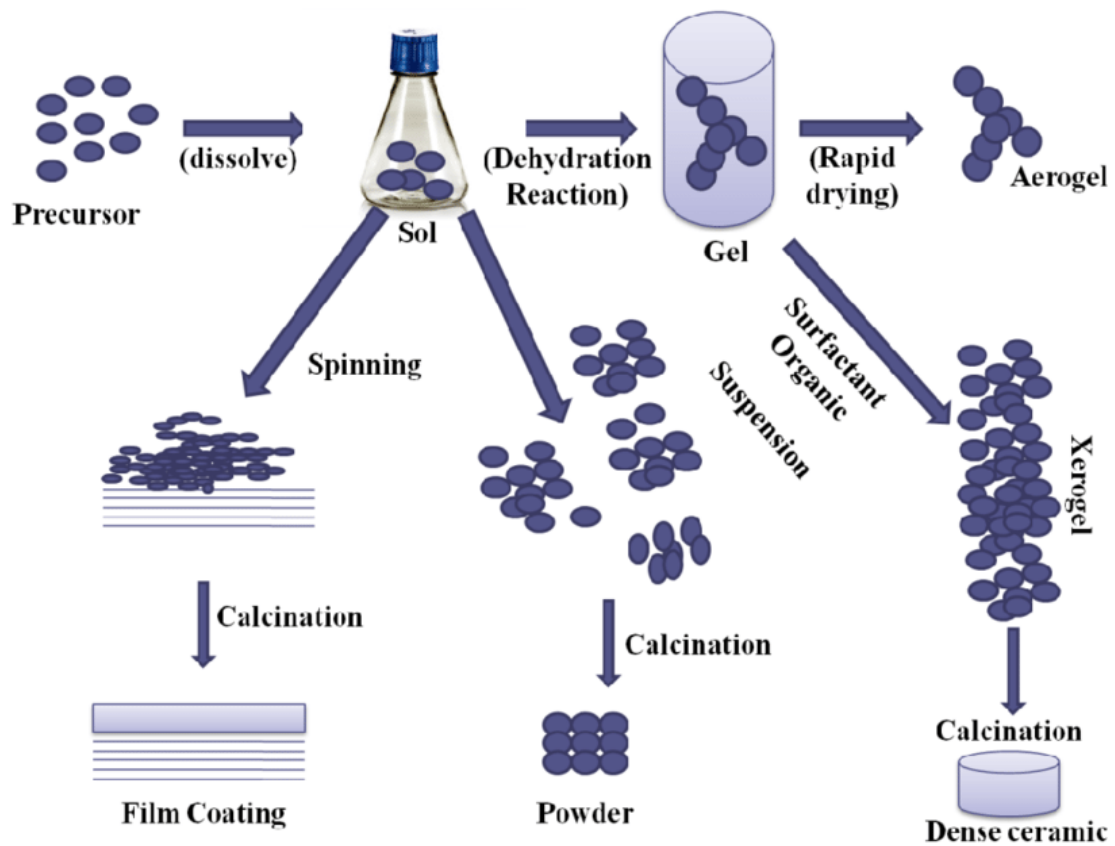 Precursor
(dissolve)
Sol
(Dehydration
Reaction)
Gel
(Rapid
drying)
Aerogel
Spinning
Suspension
Surfactant
Organic
Xerogel
Calcination
Calcination
Calcination
Film Coating
Powder
Dense ceramic